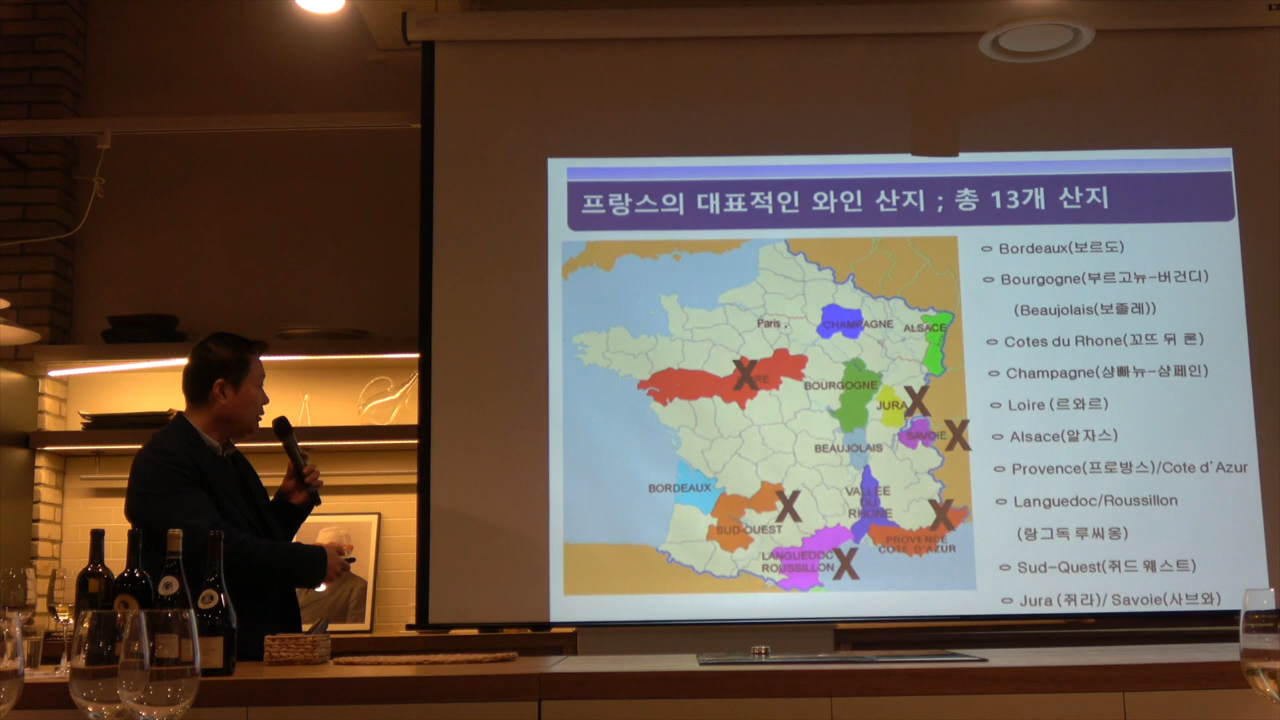 프랑스의 대표적인 와인 산지 ; 총 13개 산지
Bordeaux(보르도)
Bourgogne(부르고뉴-버건디)
(Beaujolais(보졸레))
Cotes du Rhone(꼬뜨 뒤 론)
Champagne(샹빠뉴-샴페인)
Loire (르와르)
Alsace(알자스)
Provence(프로방스)/Cote d'Azur
Languedoc/Roussillon
(랑그독 루씨옹)
Sud-Quest(쥐드 웨스트)
Jura (쥐라)/ Savoie(사브와)
Paris .
CHAMPAGNE
ALSACE
X RE
BOURGOGNE
JURA X
SAVOIE X
BEAUJOLAIS
BORDEAUX
VALLEE
DU
RHONE
X
SUD-OUEST
X
PROVENCE
COTE D'AZUR
LANGUEDOC
ROUSSILLON X